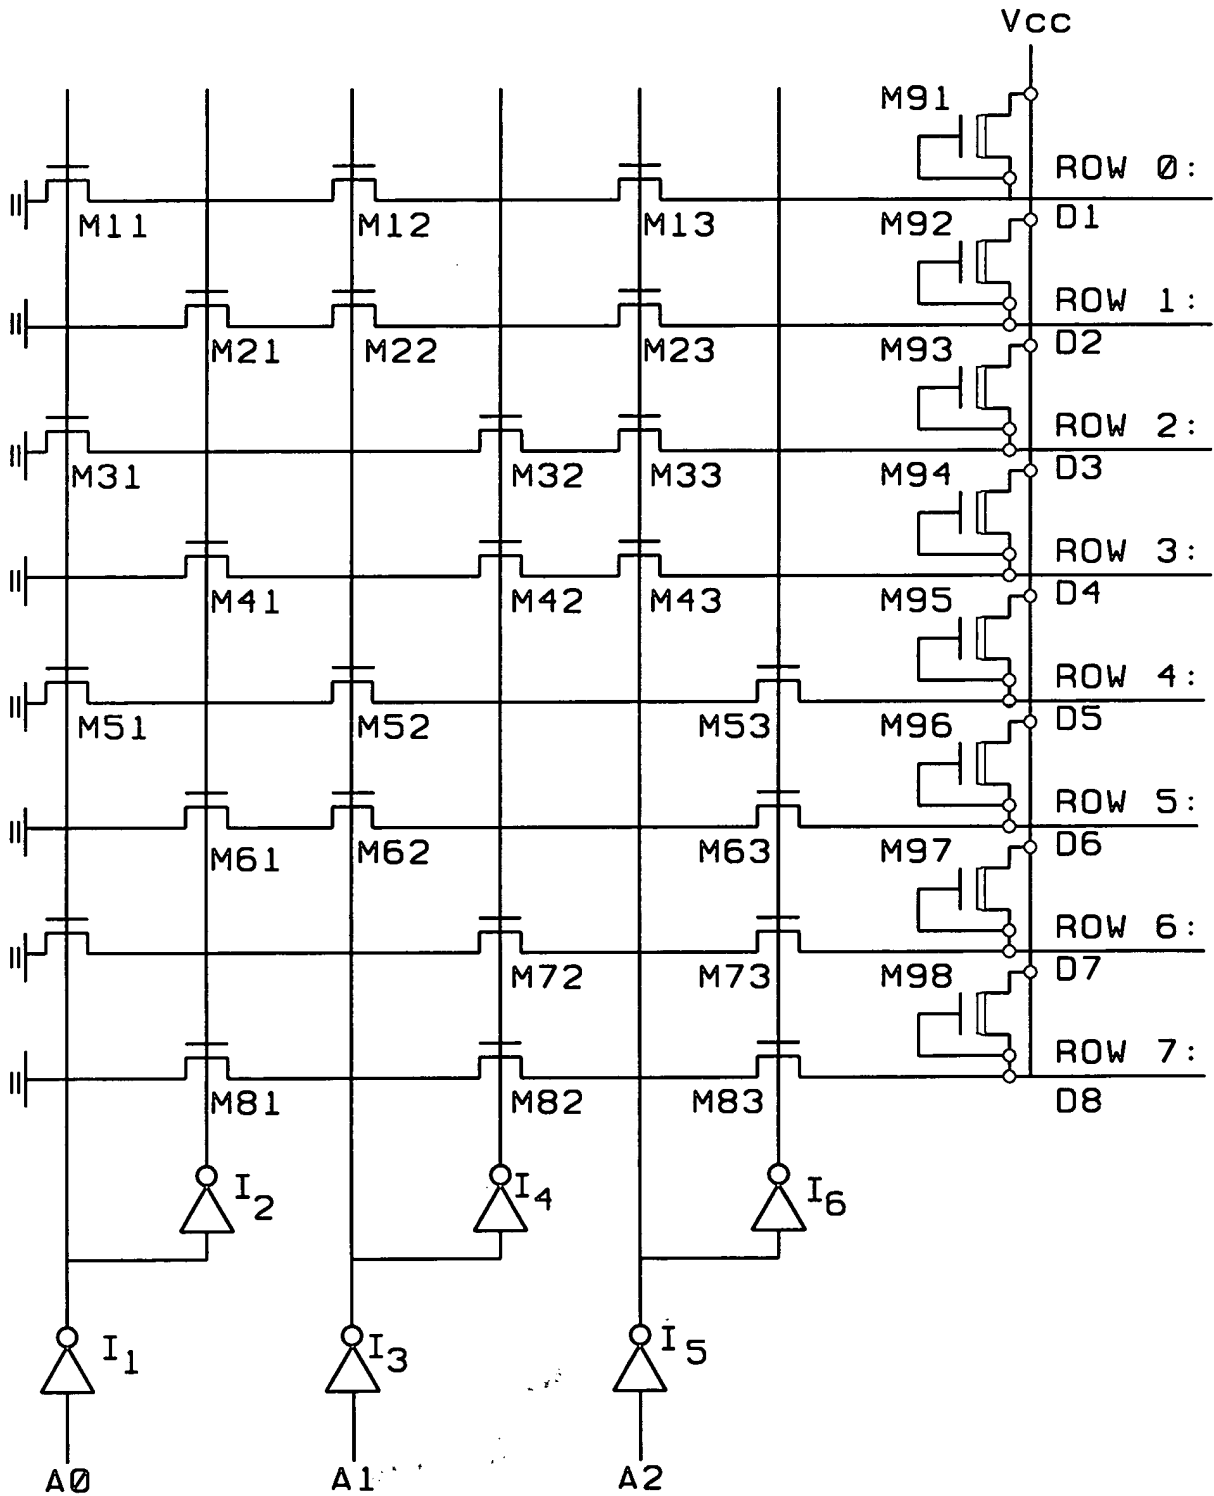 Vcc
M91
ROW 0:
M11 M12 M13 M92 D1
ROW 1:
M21 M22 M23 M93 D2
ROW 2:
M31 M32 M33 M94 D3
ROW 3:
M41 M42 M43 M95 D4
ROW 4:
M51 M52 M53 M96 D5
ROW 5:
M61 M62 M63 M97 D6
ROW 6:
M72 M73 M98 D7
ROW 7:
M81 M82 M83 D8
I2 I4 I6
I1 I3 I5
A0 A1 A2